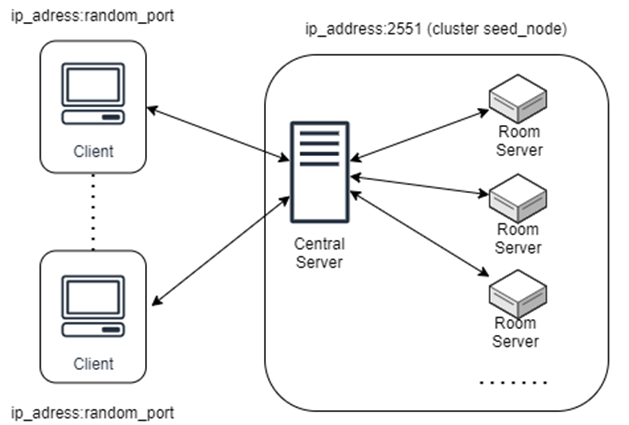 ip_adress:random_port
ip_address:2551 (cluster seed_node)
Client
Room
Server
Central
Server
Room
Server
Room
Server
Client
ip_adress:random_port